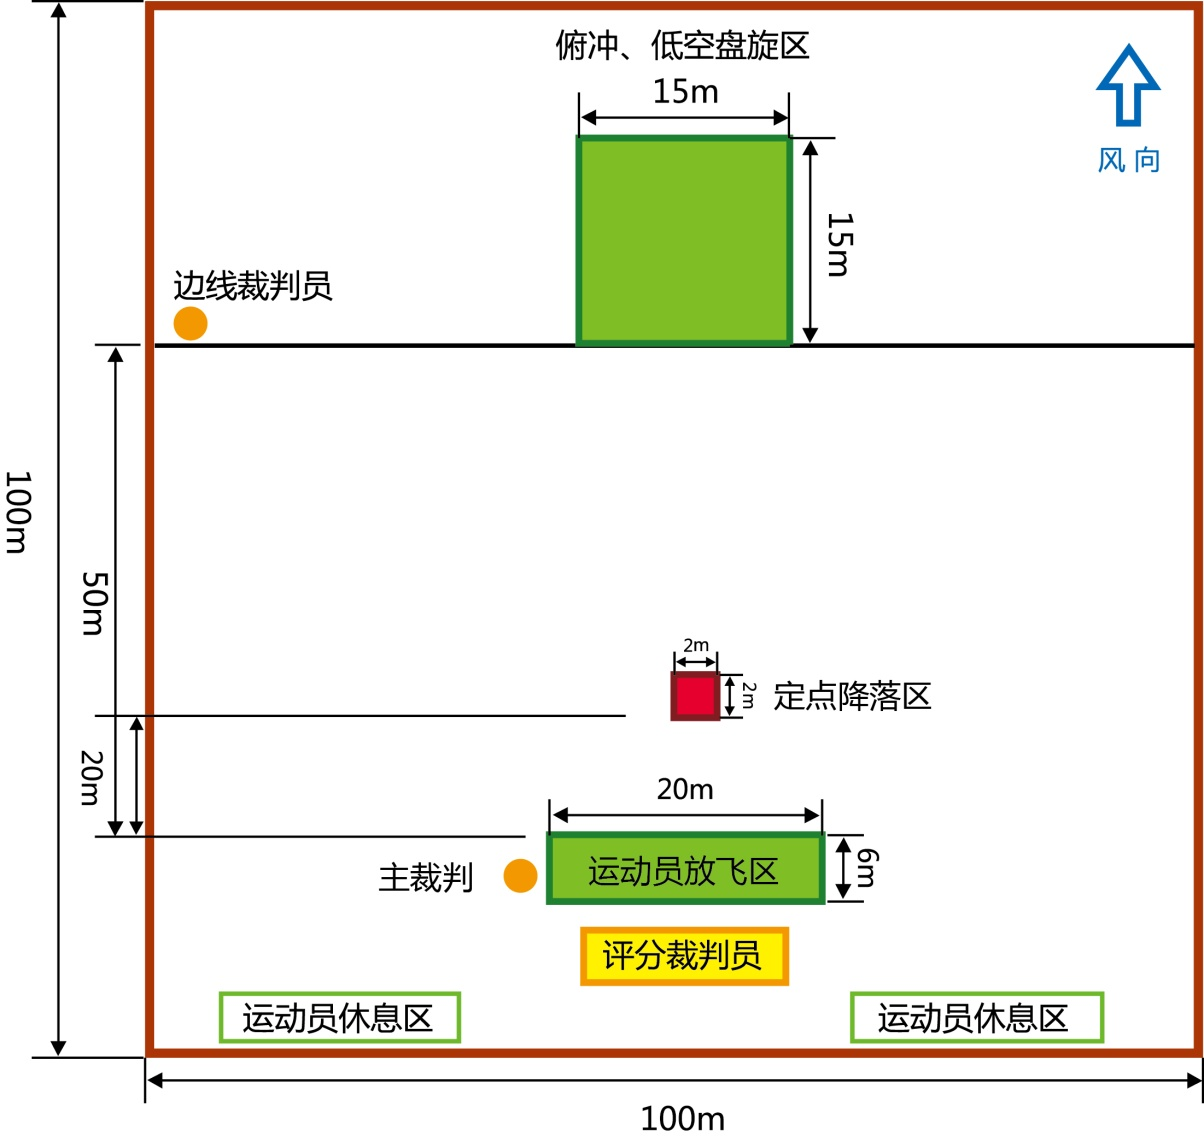 俯冲、低空盘旋区
15m
风向
15m
边线裁判员
100m
50m
2m
2m
定点降落区
20m
20m
主裁判
运动员放飞区
6m
评分裁判员
运动员休息区
运动员休息区
100m